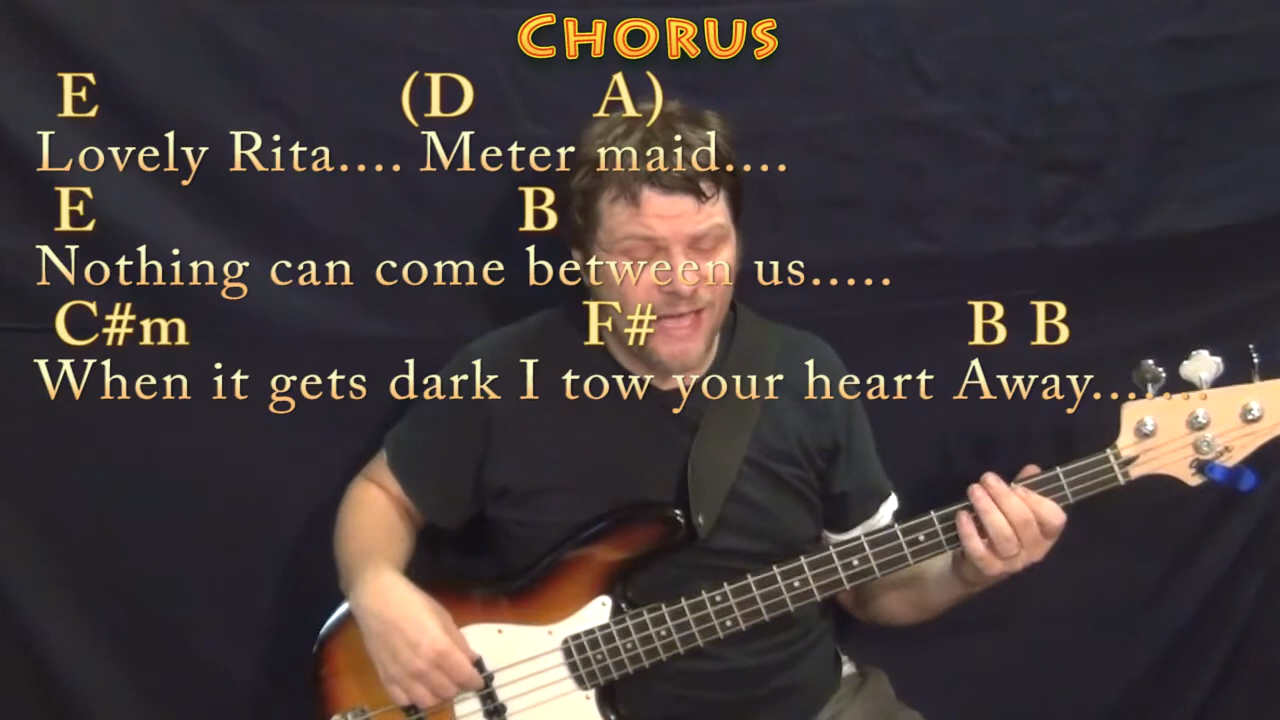 CHORUS
E (D A)
Lovely Rita.... Meter maid....
E B
Nothing can come between us.....
C#m F# B B
When it gets dark I tow your heart Away.......